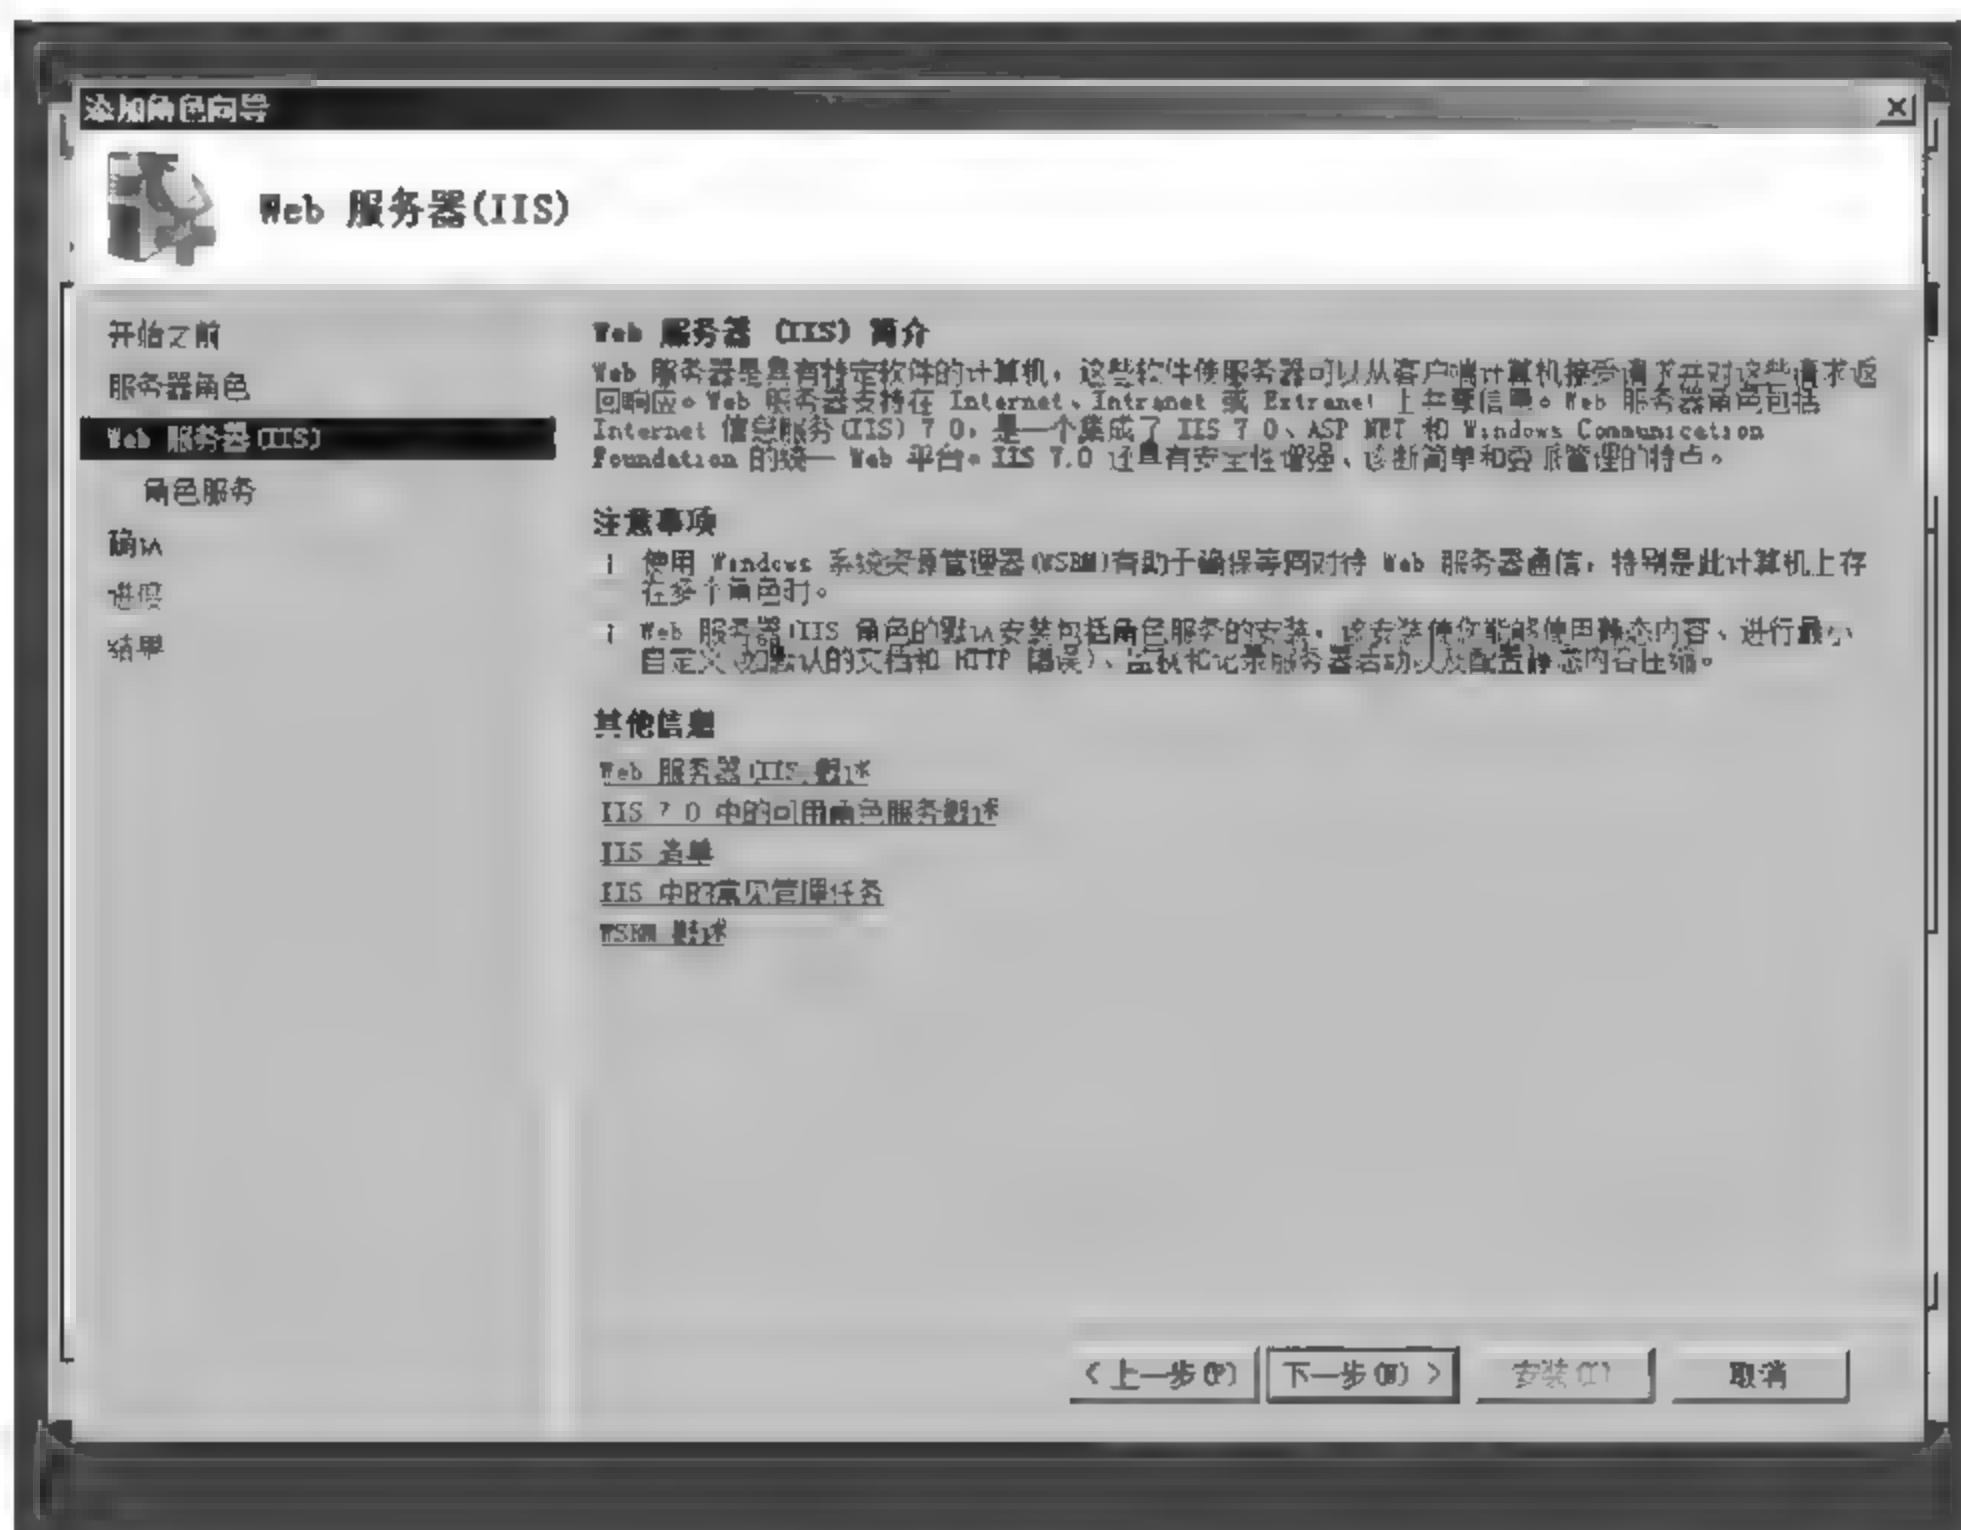 添加角色向导
Web 服务器(IIS)
开始之前
服务器角色
Web 服务器(IIS)
角色服务
确认
进度
结果
Web 服务器 (IIS) 简介
Web 服务器是具有特定软件的计算机，这些软件使服务器可以从客户端计算机接受请求并对这些请求返
回响应。Web 服务器支持在 Internet、Intranet 或 Extranet 上共享信息。Web 服务器角色包括
Internet 信息服务(IIS) 7.0，是一个集成了 IIS 7.0、ASP.NET 和 Windows Communication
Foundation 的统一 Web 平台。IIS 7.0 还具有安全性增强、诊断简单和委派管理的特点。
注意事项
使用 Windows 系统资源管理器(WSRM)有助于确保等同对待 Web 服务器通信，特别是此计算机上存
在多个角色时。
Web 服务器(IIS)角色的默认安装包括角色服务的安装，该安装使您能够使用静态内容、进行最小
自定义(如默认的文档和 HTTP 错误)、监视和记录服务器活动以及配置静态内容压缩。
其他信息
Web 服务器(IIS)概述
IIS 7.0 中的可用角色服务概述
IIS 清单
IIS 中的常见管理任务
WSRM 概述
< 上一步(P)
下一步(N) >
安装(I)
取消